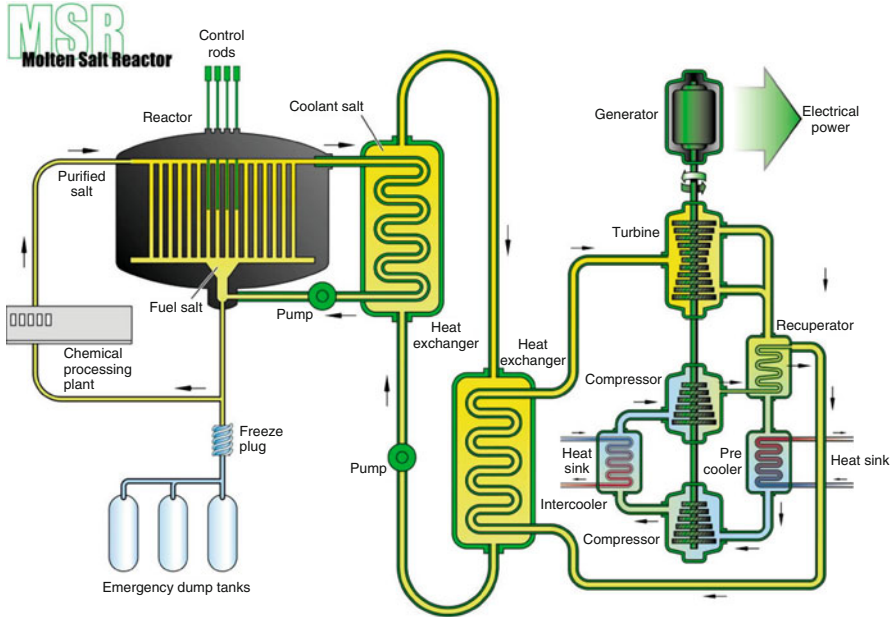 MSR
Molten Salt Reactor
Control
rods
Coolant salt
Reactor
Purified
salt
Fuel salt
Pump
Heat
exchanger
Chemical
processing
plant
Freeze
plug
Emergency dump tanks
Pump
Heat
exchanger
Generator
Electrical
power
Turbine
Recuperator
Compressor
Heat
sink
Pre
cooler
Heat sink
Intercooler
Compressor